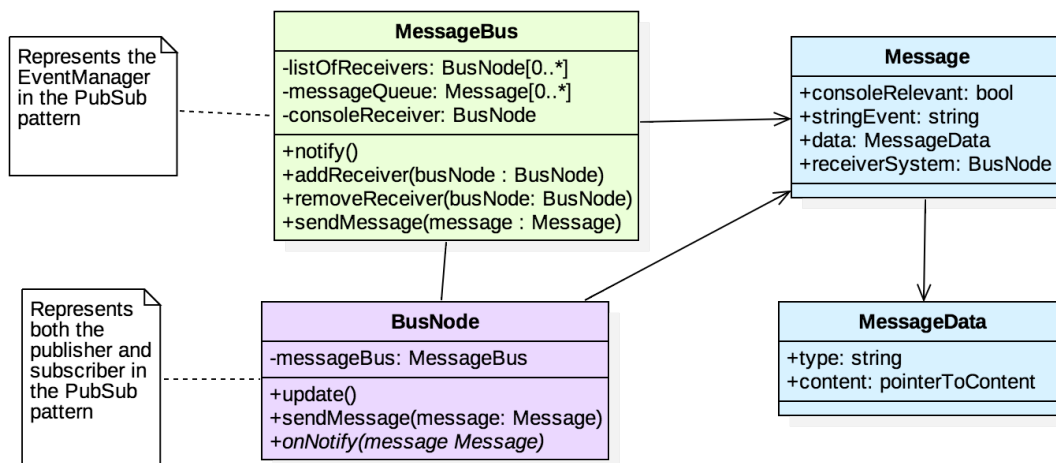 Represents the
EventManager
in the PubSub
pattern
MessageBus
-listOfReceivers: BusNode[0..*]
-messageQueue: Message[0..*]
-consoleReceiver: BusNode
+notify()
+addReceiver(busNode : BusNode)
+removeReceiver(busNode: BusNode)
+sendMessage(message : Message)
Message
+consoleRelevant: bool
+stringEvent: string
+data: MessageData
+receiverSystem: BusNode
Represents
both the
publisher and
subscriber in
the PubSub
pattern
BusNode
-messageBus: MessageBus
+update()
+sendMessage(message: Message)
+onNotify(message Message)
MessageData
+type: string
+content: pointerToContent